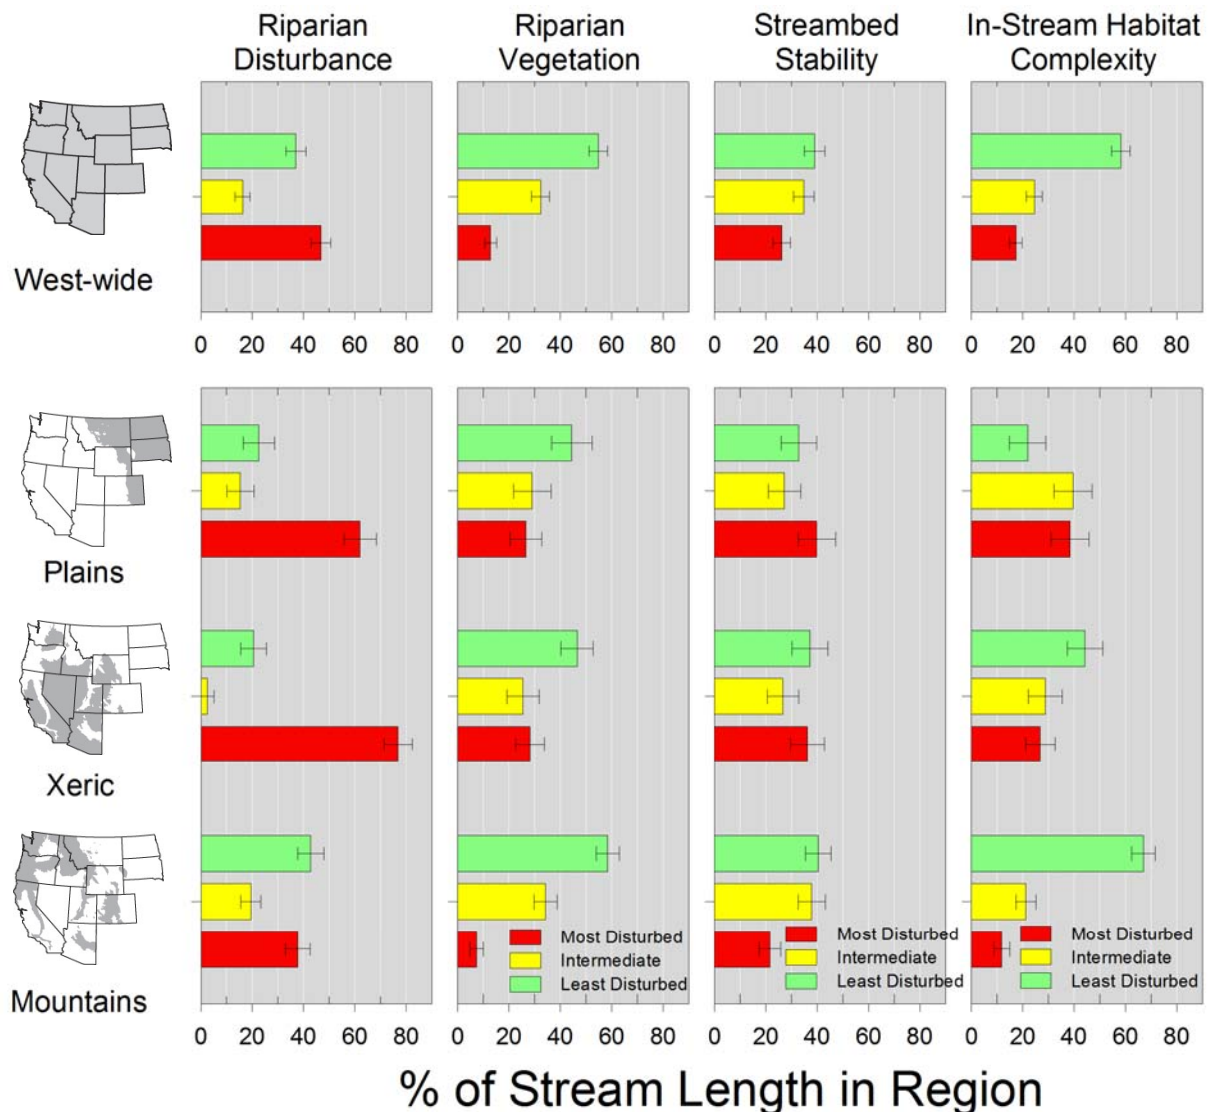 Riparian
Disturbance
Riparian
Vegetation
Streambed
Stability
In-Stream Habitat
Complexity
West-wide
0 20 40 60 80
0 20 40 60 80
0 20 40 60 80
0 20 40 60 80
Plains
Xeric
Mountains
Most Disturbed
Intermediate
Least Disturbed
Most Disturbed
Intermediate
Least Disturbed
Most Disturbed
Intermediate
Least Disturbed
0 20 40 60 80
0 20 40 60 80
0 20 40 60 80
0 20 40 60 80
% of Stream Length in Region